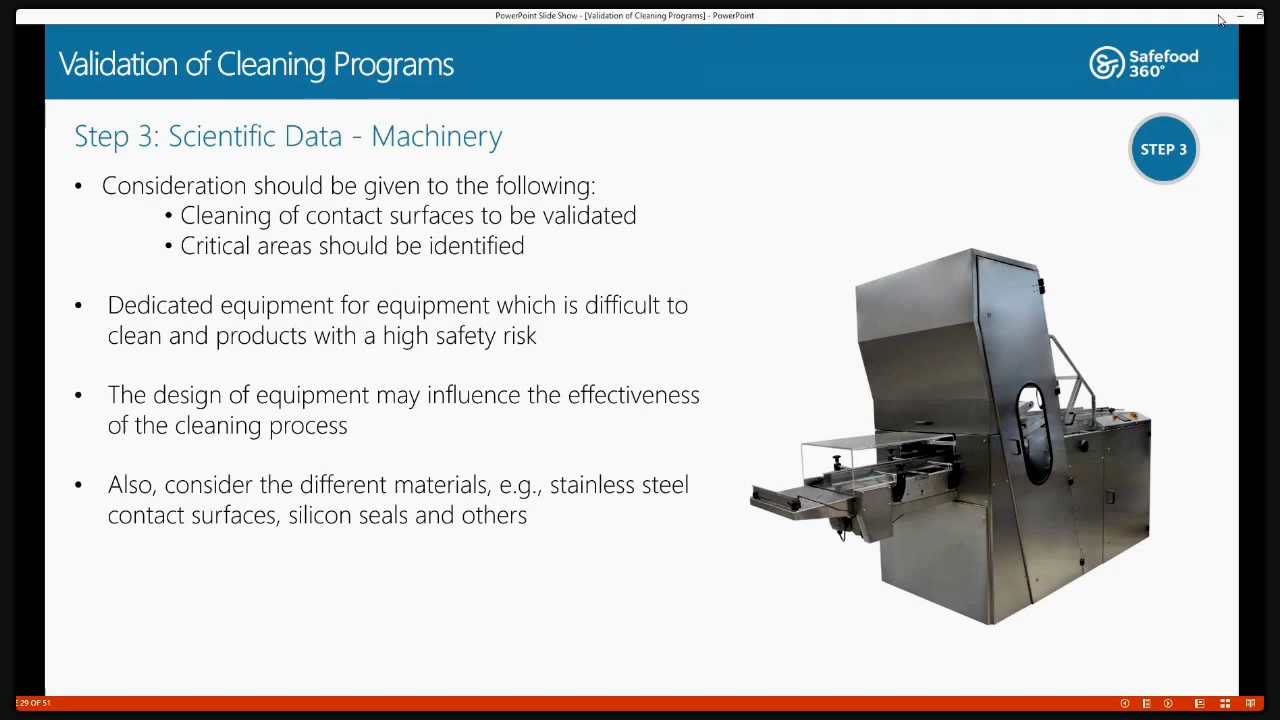 PowerPoint Slide Show - [Validation of Cleaning Programs] - PowerPoint
Validation of Cleaning Programs
Safefood
360°
Step 3: Scientific Data - Machinery
STEP 3
• Consideration should be given to the following:
• Cleaning of contact surfaces to be validated
• Critical areas should be identified
• Dedicated equipment for equipment which is difficult to
clean and products with a high safety risk
• The design of equipment may influence the effectiveness
of the cleaning process
• Also, consider the different materials, e.g., stainless steel
contact surfaces, silicon seals and others
E 29 OF 51